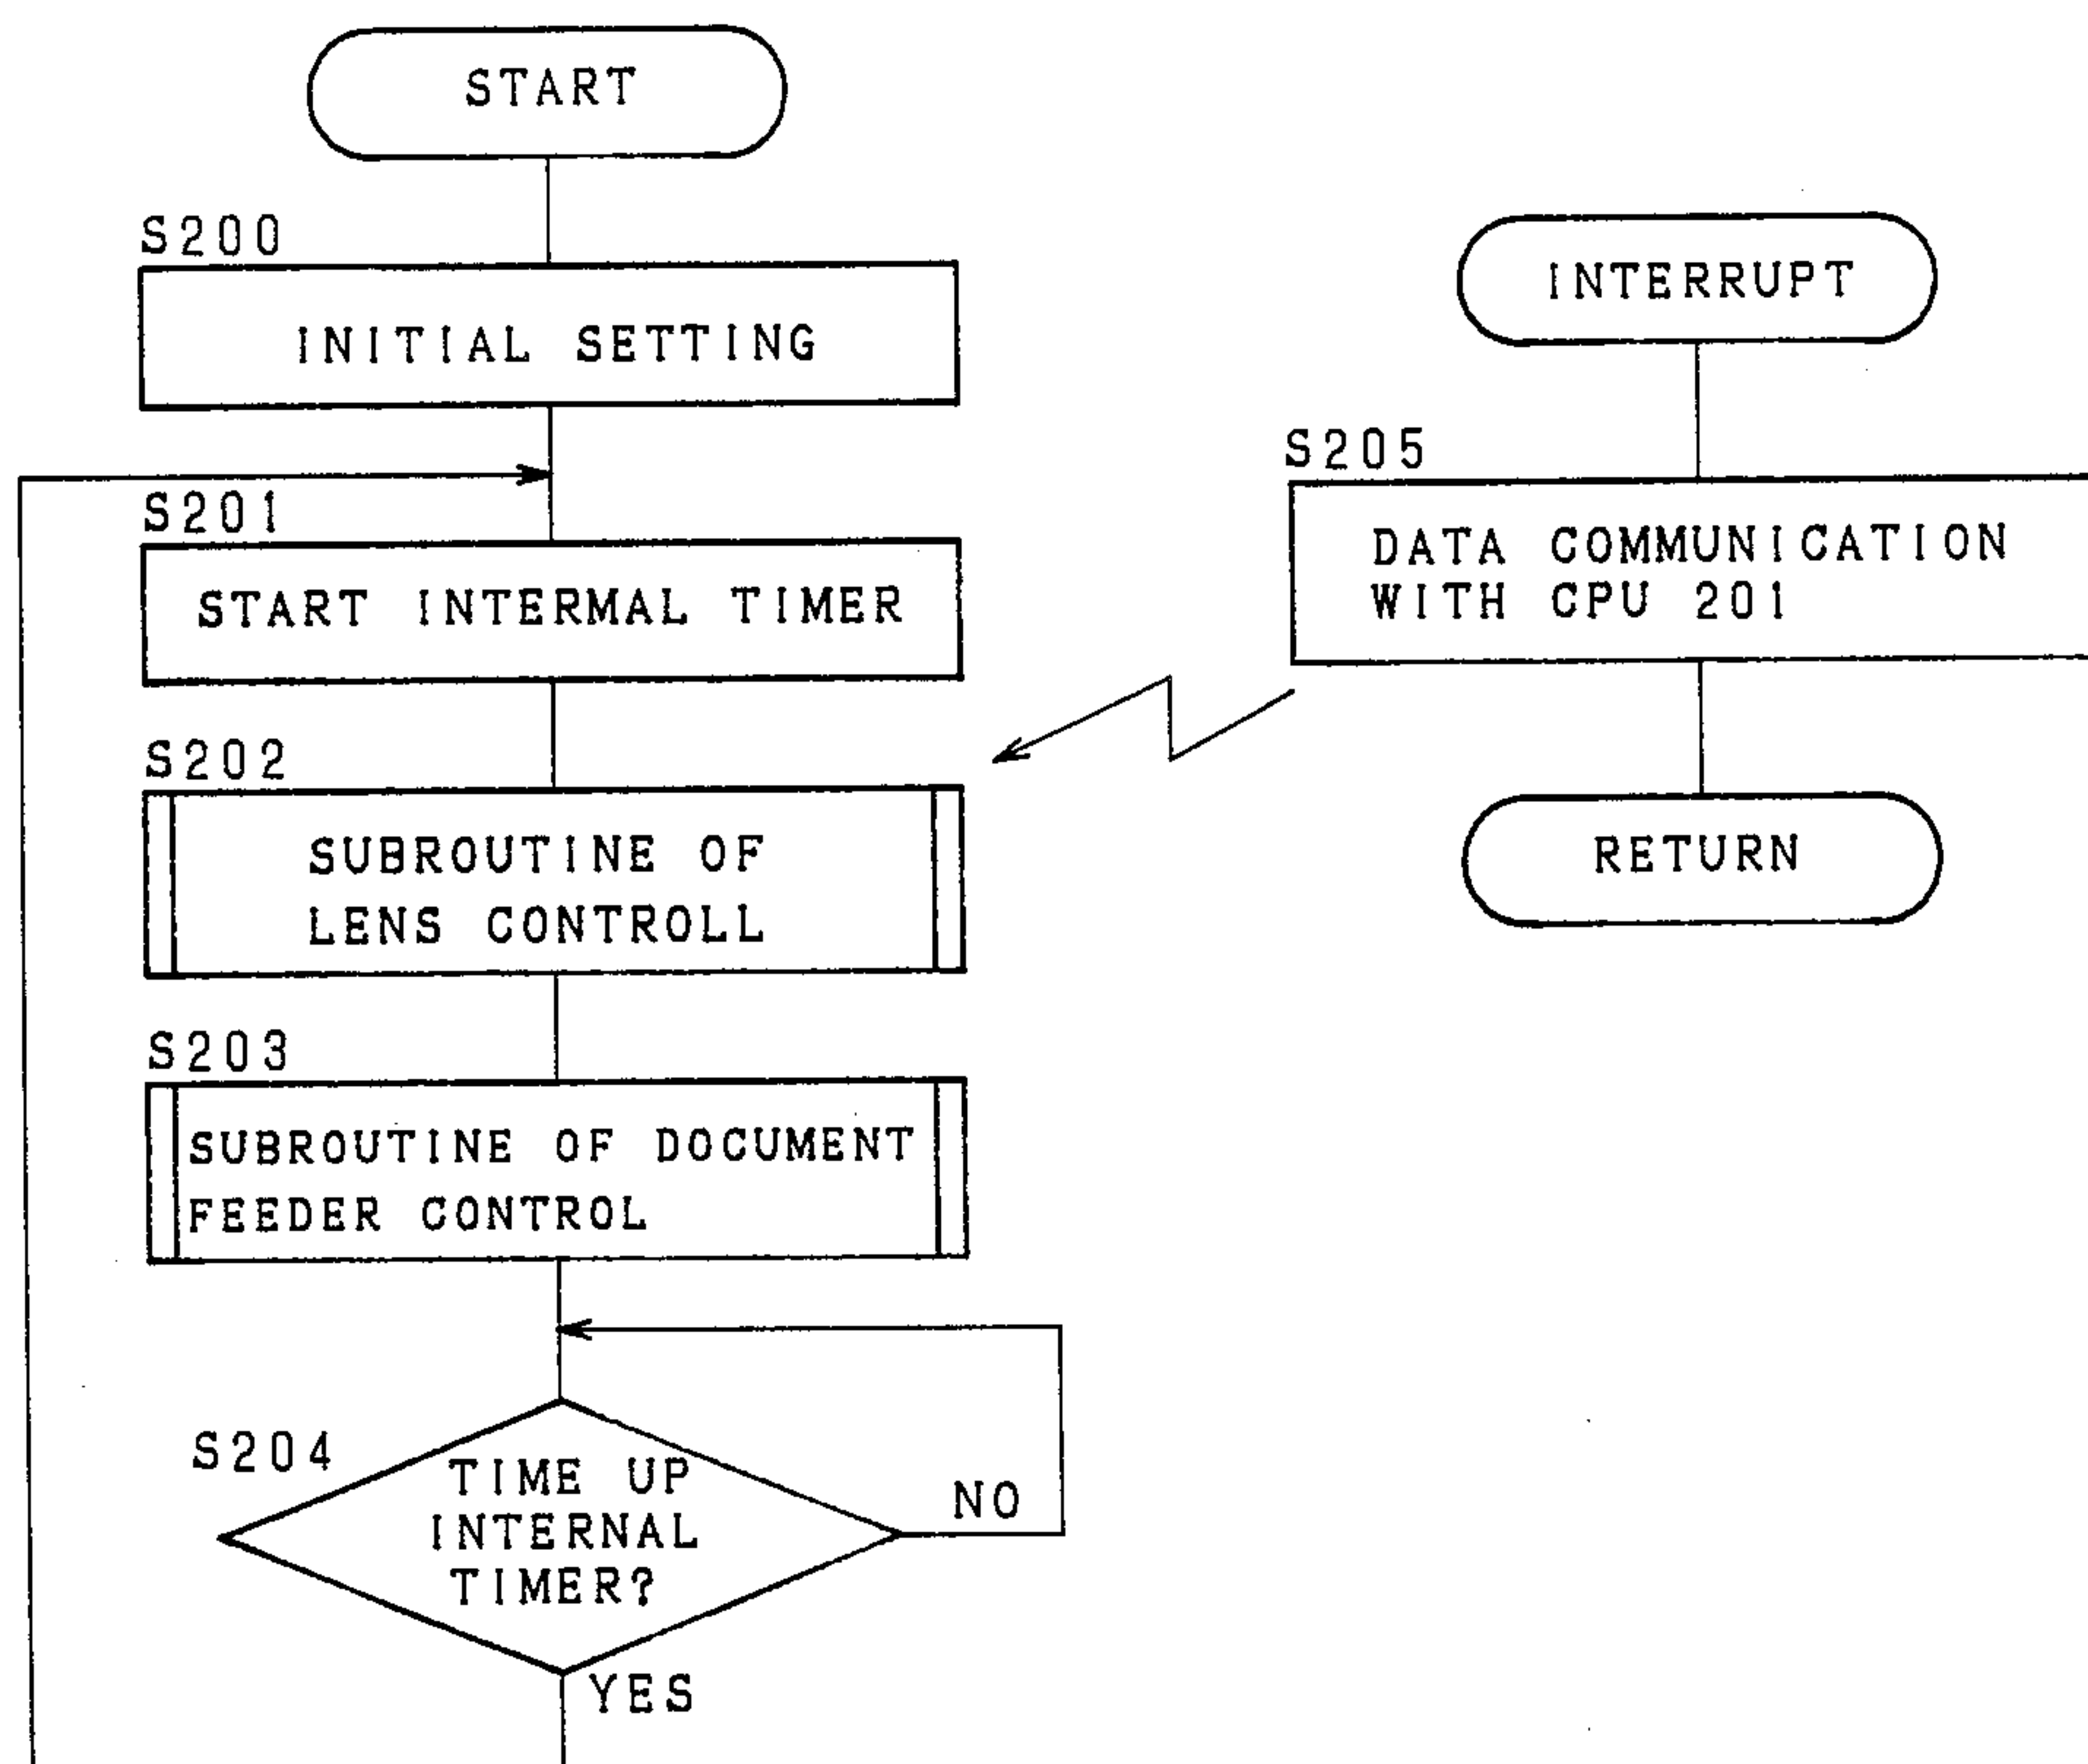 START
S200
INITIAL SETTING
S201
START INTERMAL TIMER
S202
SUBROUTINE OF
LENS CONTROLL
S203
SUBROUTINE OF DOCUMENT
FEEDER CONTROL
S204
TIME UP
INTERNAL
TIMER?
NO
YES
INTERRUPT
S205
DATA COMMUNICATION
WITH CPU 201
RETURN